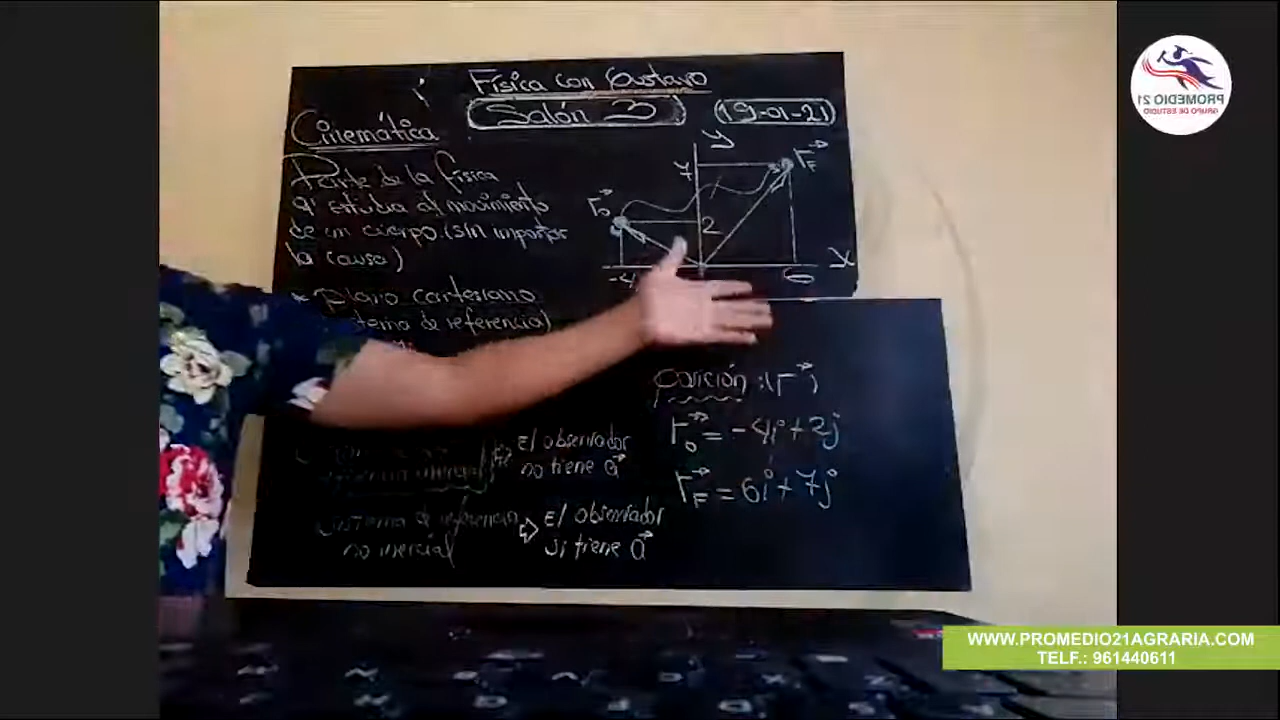 Física con Gustavo
Salón 3
(19-01-21)
Cinemática
Parte de la física
q' estudia el movimiento
de un cuerpo. (sin importar
la causa)
* plano cartesiano
tema de referencia)
y
7
r⃗F
r⃗o
2
x
-4
6
Posición : (r⃗)
r⃗o = -4i + 2j
r⃗F = 6i + 7j
inercial
⇒ El observador
no tiene a⃗
Sistema de referencia
no inercial
⇒ El observador
si tiene a⃗
PROMEDIO 21
GRUPO DE ESTUDIO
WWW.PROMEDIO21AGRARIA.COM
TELF.: 961440611